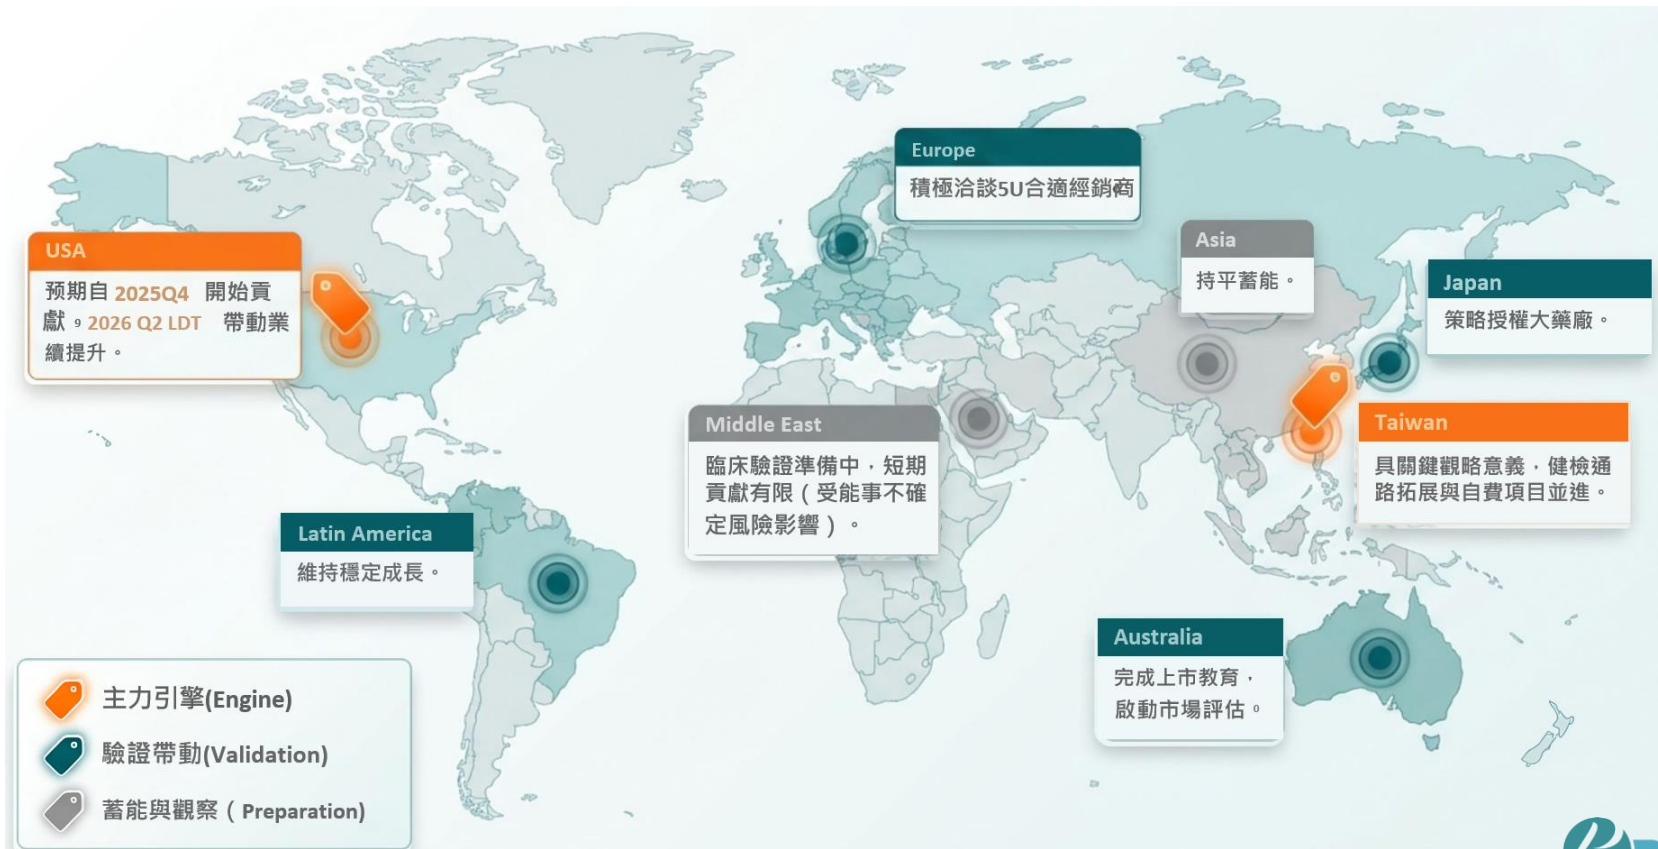 USA
预期自 2025Q4 開始貢
獻。2026 Q2 LDT 帶動業
績提升。
Europe
積極洽談5U合適經銷商
Asia
持平蓄能。
Japan
策略授權大藥廠。
Middle East
臨床驗證準備中，短期
貢獻有限（受能事不確
定風險影響）。
Taiwan
具關鍵觀略意義，健檢通
路拓展與自費項目並進。
Latin America
維持穩定成長。
Australia
完成上市教育，
啟動市場評估。
主力引擎(Engine)
驗證帶動(Validation)
蓄能與觀察（Preparation)